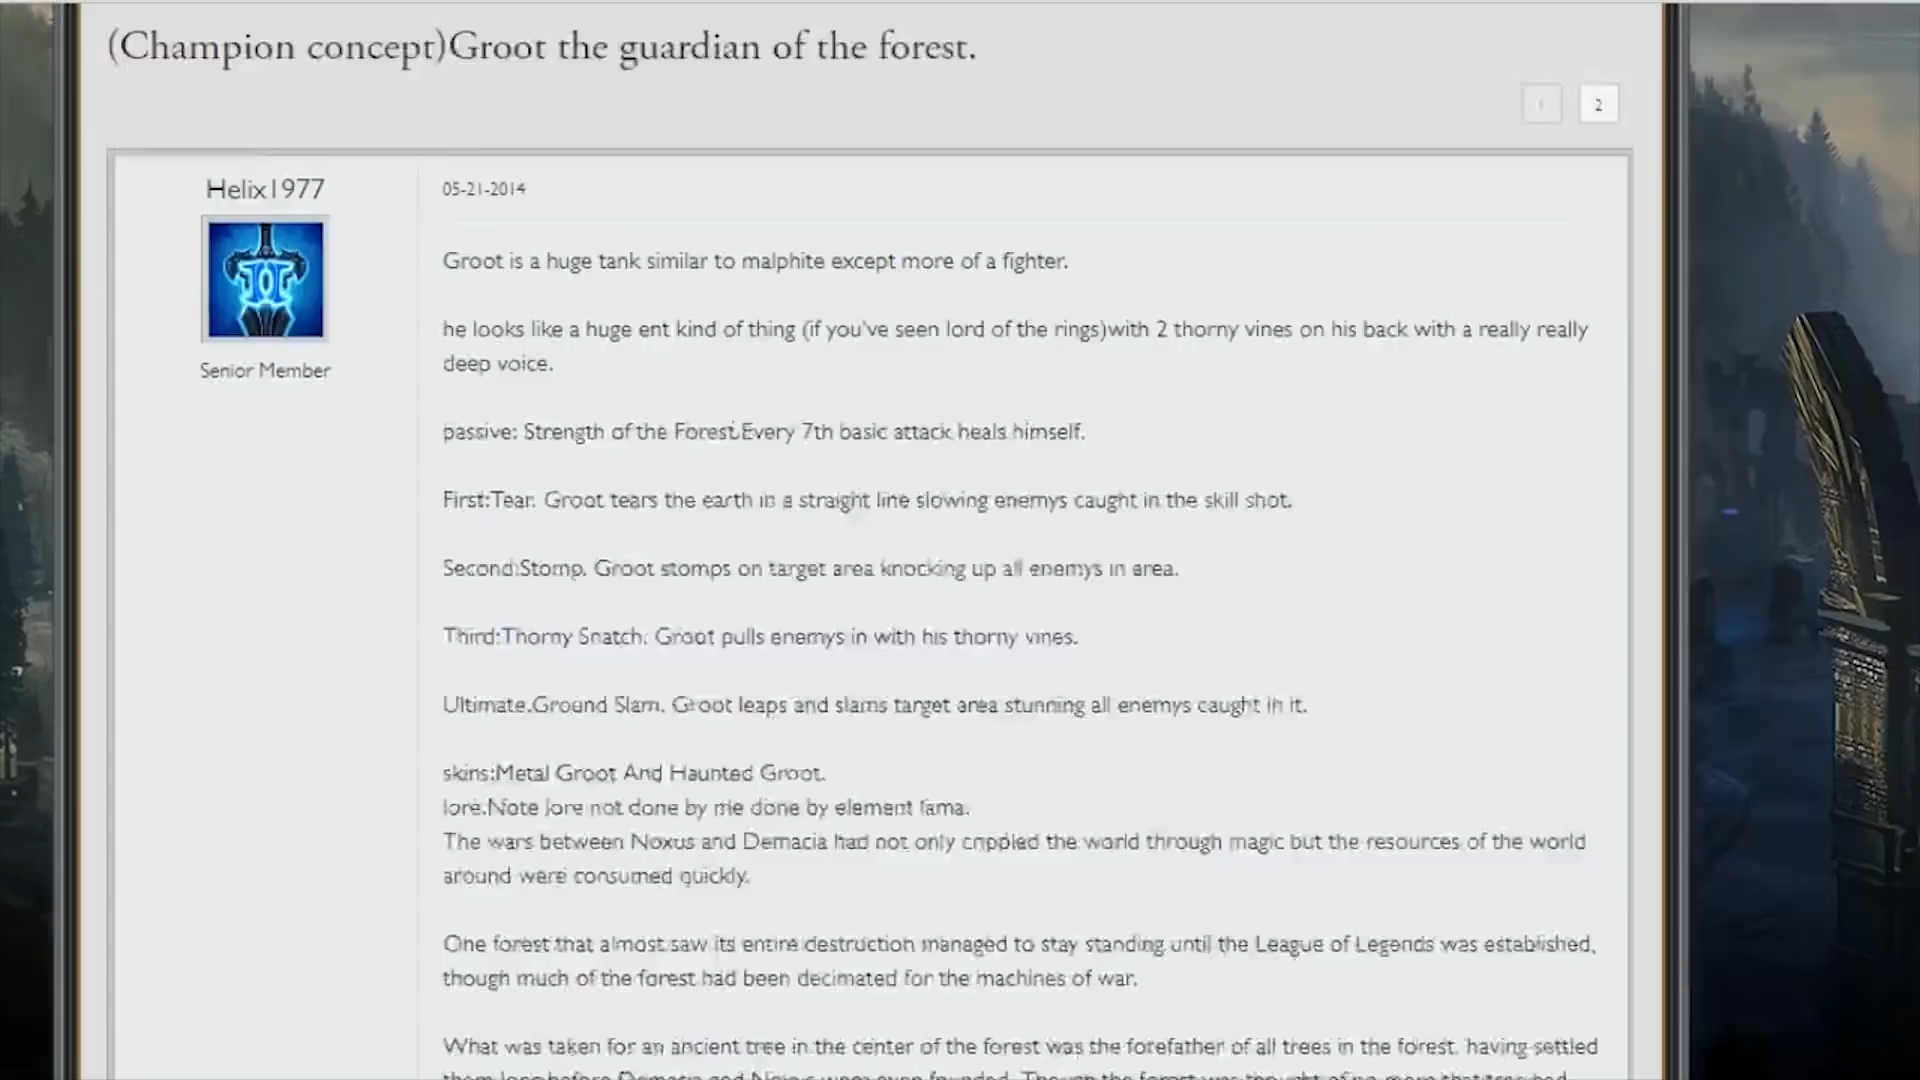 (Champion concept)Groot the guardian of the forest.
1
2
Helix1977
Senior Member
05-21-2014
Groot is a huge tank similar to malphite except more of a fighter.
he looks like a huge ent kind of thing (if you've seen lord of the rings)with 2 thorny vines on his back with a really really
deep voice.
passive: Strength of the Forest.Every 7th basic attack heals himself.
First:Tear. Groot tears the earth in a straight line slowing enemys caught in the skill shot.
Second:Stomp. Groot stomps on target area knocking up all enemys in area.
Third:Thorny Snatch. Groot pulls enemys in with his thorny vines.
Ultimate.Ground Slam. Groot leaps and slams target area stunning all enemys caught in it.
skins:Metal Groot And Haunted Groot.
lore:Note lore not done by me done by element lama.
The wars between Noxus and Demacia had not only crippled the world through magic but the resources of the world
around were consumed quickly.
One forest that almost saw its entire destruction managed to stay standing until the League of Legends was established,
though much of the forest had been decimated for the machines of war.
What was taken for an ancient tree in the center of the forest was the forefather of all trees in the forest, having settled